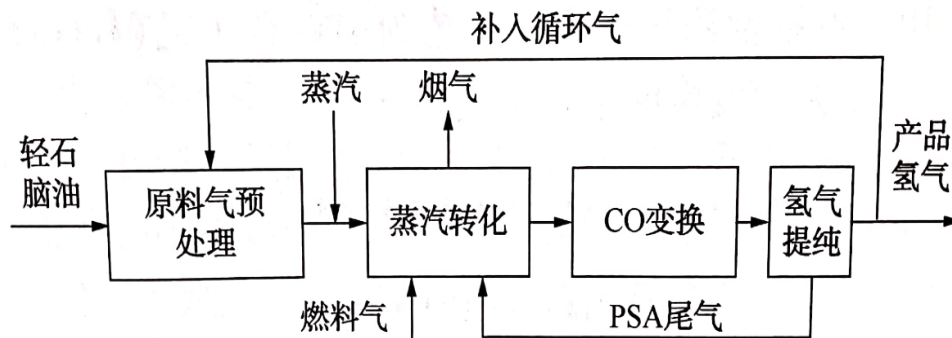 补入循环气
蒸汽
烟气
轻石
脑油
产品
氢气
原料气预
处理
蒸汽转化
CO变换
氢气
提纯
燃料气
PSA尾气